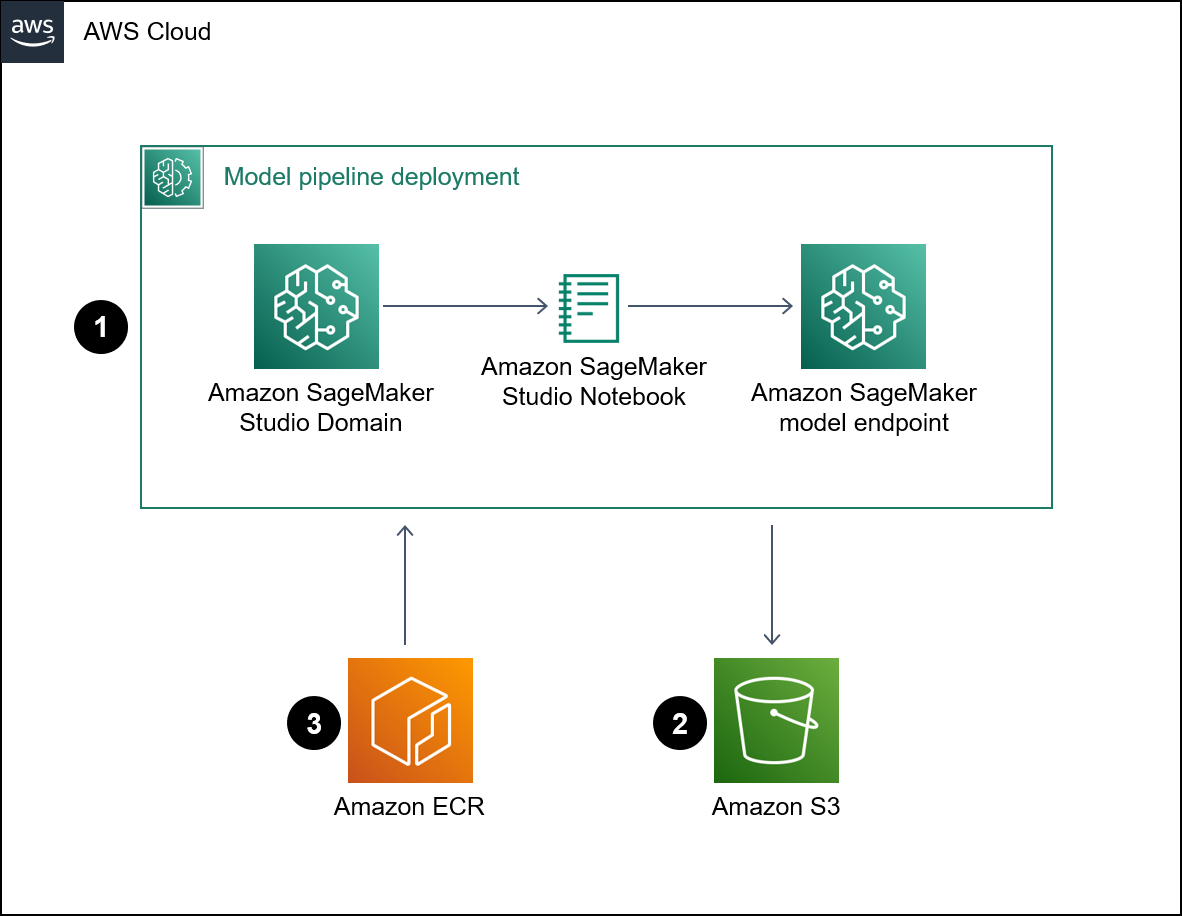 aws
AWS Cloud
Model pipeline deployment
1
Amazon SageMaker
Studio Domain
Amazon SageMaker
Studio Notebook
Amazon SageMaker
model endpoint
3
Amazon ECR
2
Amazon S3